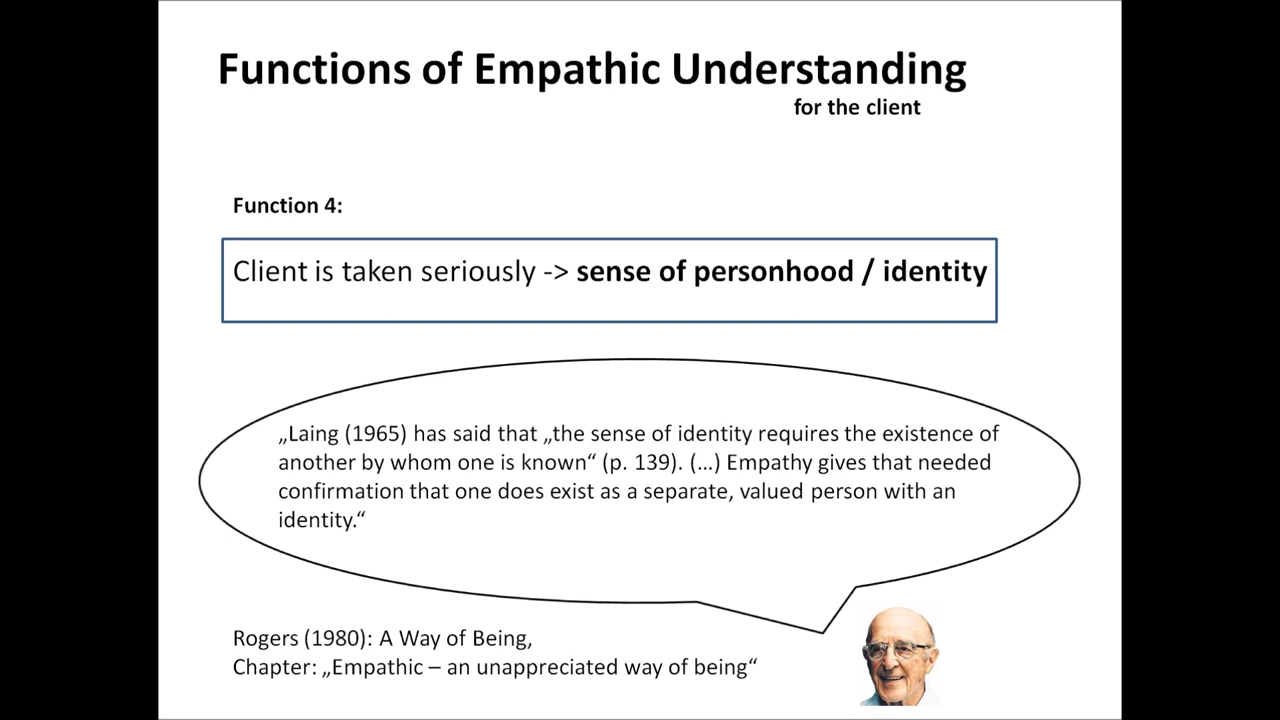 Functions of Empathic Understanding
for the client
Function 4:
Client is taken seriously -> sense of personhood / identity
„Laing (1965) has said that „the sense of identity requires the existence of
another by whom one is known“ (p. 139). (…) Empathy gives that needed
confirmation that one does exist as a separate, valued person with an
identity.“
Rogers (1980): A Way of Being,
Chapter: „Empathic – an unappreciated way of being“